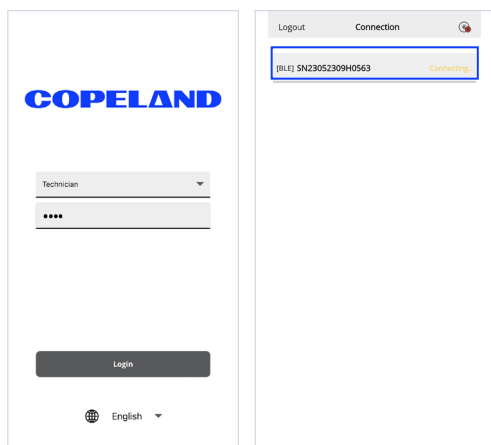 COPELAND
Technician
••••
Login
English
Logout Connection
[BLE] SN23052309H0563 Connecting...